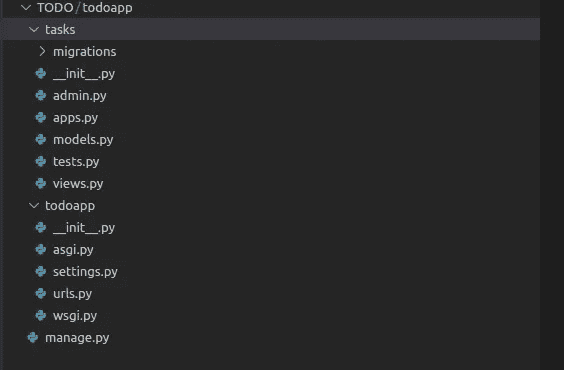 TODO/todoapp
tasks
migrations
__init__.py
admin.py
apps.py
models.py
tests.py
views.py
todoapp
__init__.py
asgi.py
settings.py
urls.py
wsgi.py
manage.py